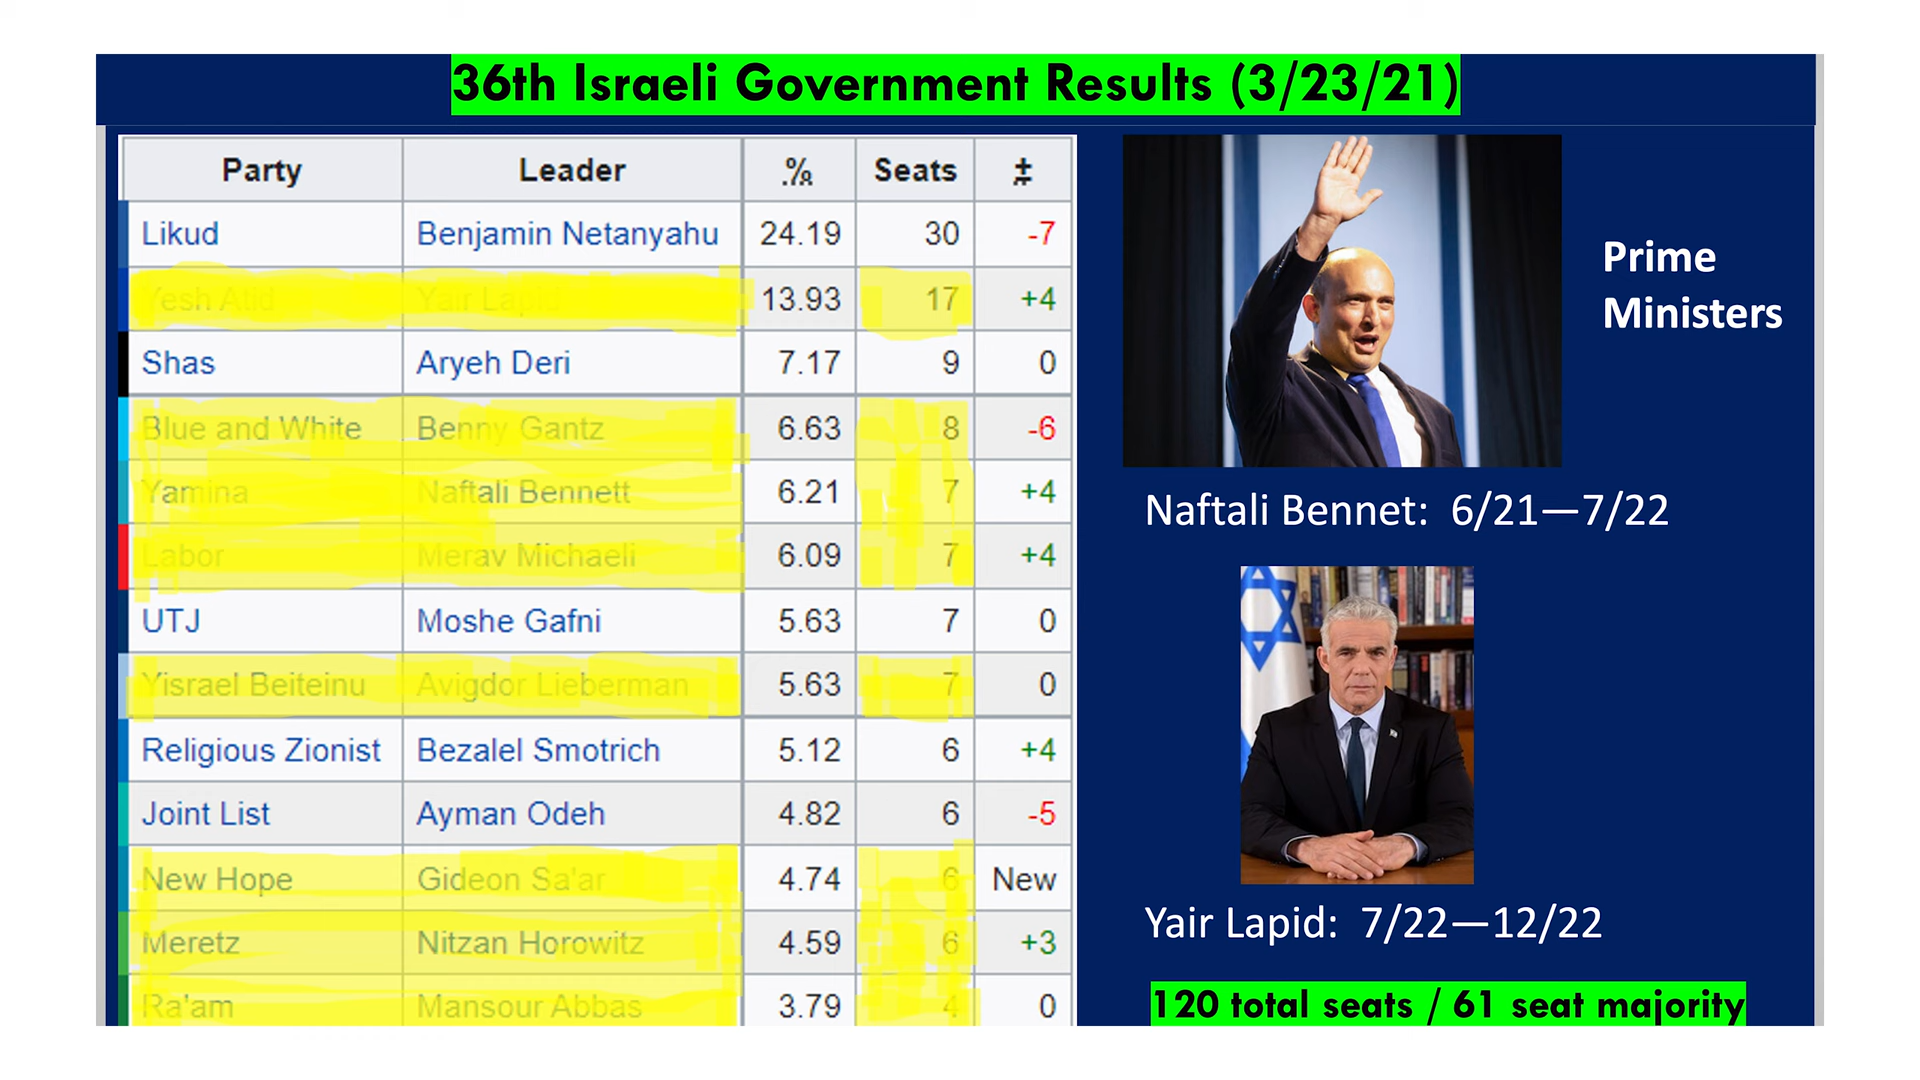 36th Israeli Government Results (3/23/21)
Party Leader % Seats ±
Likud Benjamin Netanyahu 24.19 30 -7
Yesh Atid Yair Lapid 13.93 17 +4
Shas Aryeh Deri 7.17 9 0
Blue and White Benny Gantz 6.63 8 -6
Yamina Naftali Bennett 6.21 7 +4
Labor Merav Michaeli 6.09 7 +4
UTJ Moshe Gafni 5.63 7 0
Yisrael Beiteinu Avigdor Lieberman 5.63 7 0
Religious Zionist Bezalel Smotrich 5.12 6 +4
Joint List Ayman Odeh 4.82 6 -5
New Hope Gideon Sa'ar 4.74 6 New
Meretz Nitzan Horowitz 4.59 6 +3
Ra'am Mansour Abbas 3.79 4 0
Prime
Ministers
Naftali Bennet: 6/21—7/22
Yair Lapid: 7/22—12/22
120 total seats / 61 seat majority